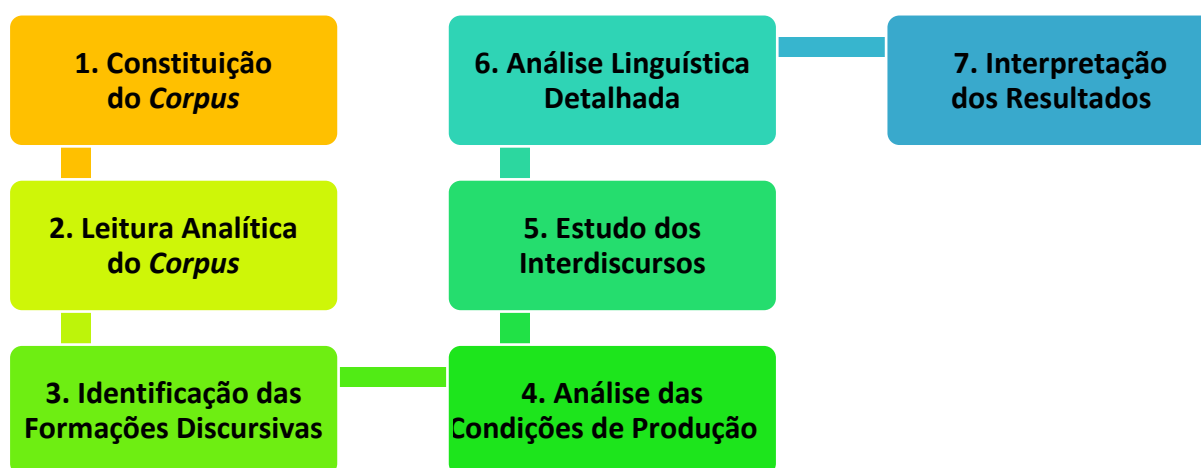 1. Constituição
do Corpus
2. Leitura Analítica
do Corpus
3. Identificação das
Formações Discursivas
4. Análise das
Condições de Produção
5. Estudo dos
Interdiscursos
6. Análise Linguística
Detalhada
7. Interpretação
dos Resultados